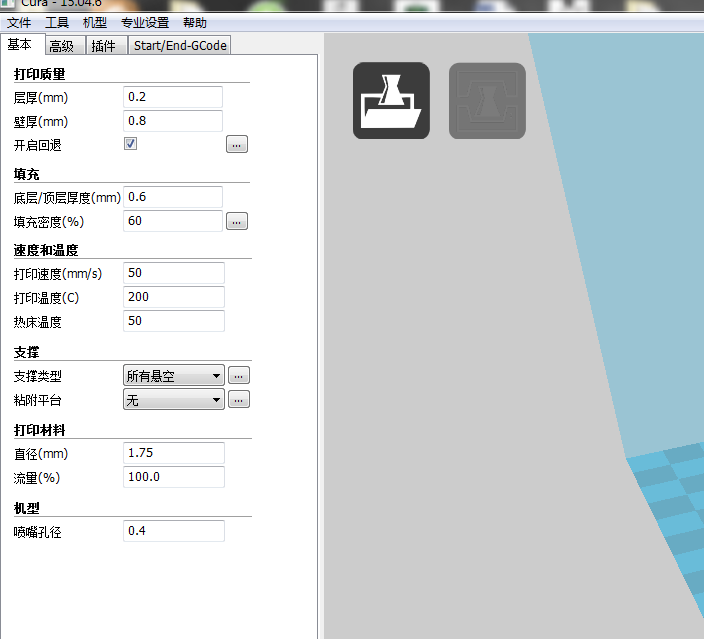 Cura - 15.04.6
文件 工具 机型 专业设置 帮助
基本 高级 插件 Start/End-GCode
打印质量
层厚(mm) 0.2
壁厚(mm) 0.8
开启回退 ...
填充
底层/顶层厚度(mm) 0.6
填充密度(%) 60 ...
速度和温度
打印速度(mm/s) 50
打印温度(C) 200
热床温度 50
支撑
支撑类型 所有悬空 ...
粘附平台 无 ...
打印材料
直径(mm) 1.75
流量(%) 100.0
机型
喷嘴孔径 0.4